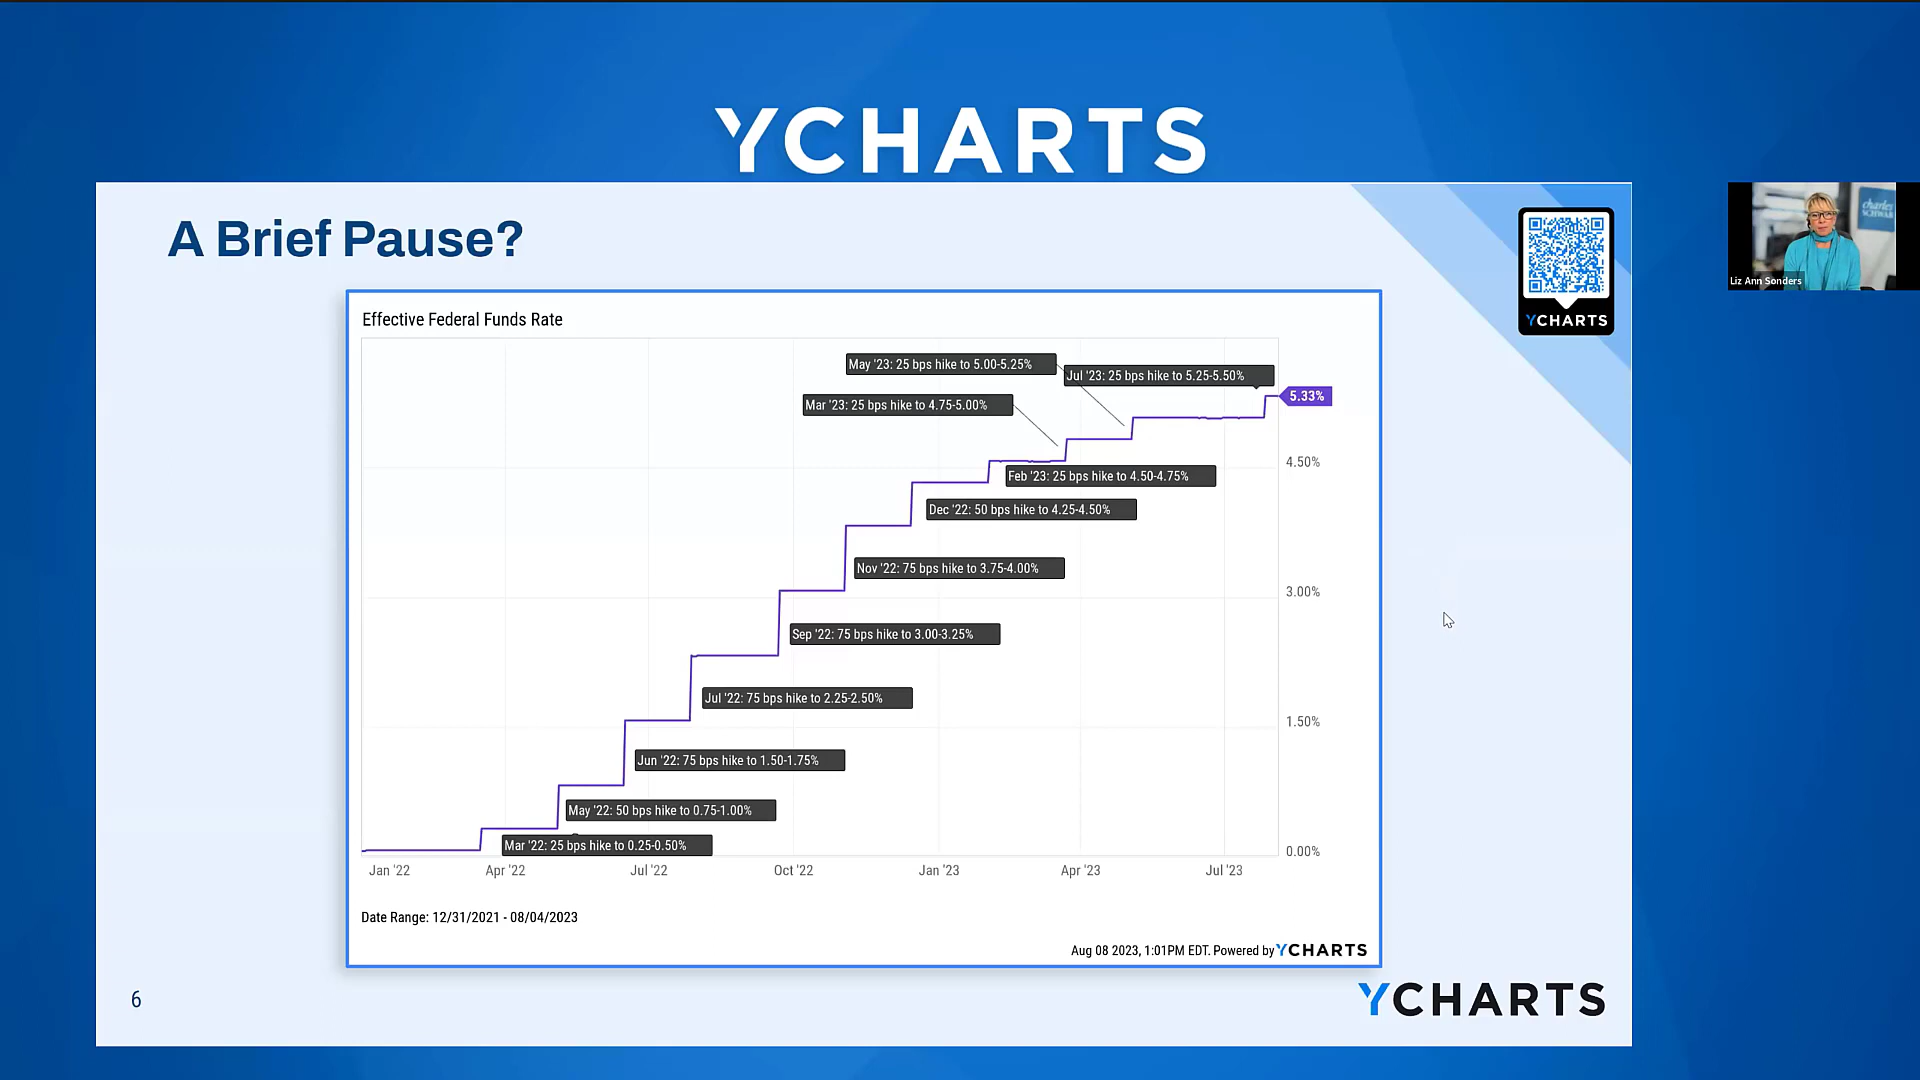 YCHARTS
A Brief Pause?
YCHARTS
charles
SCHWAB
Liz Ann Sonders
Effective Federal Funds Rate
May '23: 25 bps hike to 5.00-5.25%
Jul '23: 25 bps hike to 5.25-5.50%
5.33%
Mar '23: 25 bps hike to 4.75-5.00%
4.50%
Feb '23: 25 bps hike to 4.50-4.75%
Dec '22: 50 bps hike to 4.25-4.50%
Nov '22: 75 bps hike to 3.75-4.00%
3.00%
Sep '22: 75 bps hike to 3.00-3.25%
Jul '22: 75 bps hike to 2.25-2.50%
1.50%
Jun '22: 75 bps hike to 1.50-1.75%
May '22: 50 bps hike to 0.75-1.00%
Mar '22: 25 bps hike to 0.25-0.50%
0.00%
Jan '22 Apr '22 Jul '22 Oct '22 Jan '23 Apr '23 Jul '23
Date Range: 12/31/2021 - 08/04/2023
Aug 08 2023, 1:01PM EDT. Powered by YCHARTS
6
YCHARTS